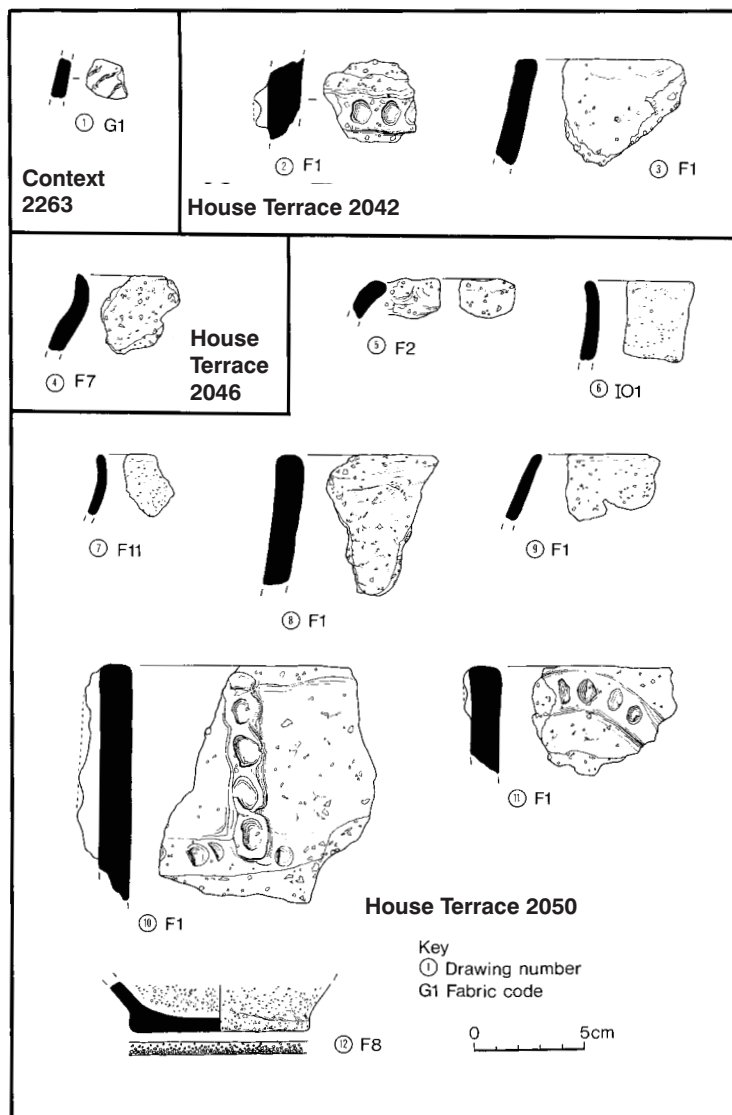 ① G1
Context
2263
② F1
③ F1
House Terrace 2042
④ F7
House
Terrace
2046
⑤ F2
⑥ IO1
⑦ F11
⑧ F1
⑨ F1
⑩ F1
⑪ F1
House Terrace 2050
⑫ F8
Key
① Drawing number
G1 Fabric code
0 5cm